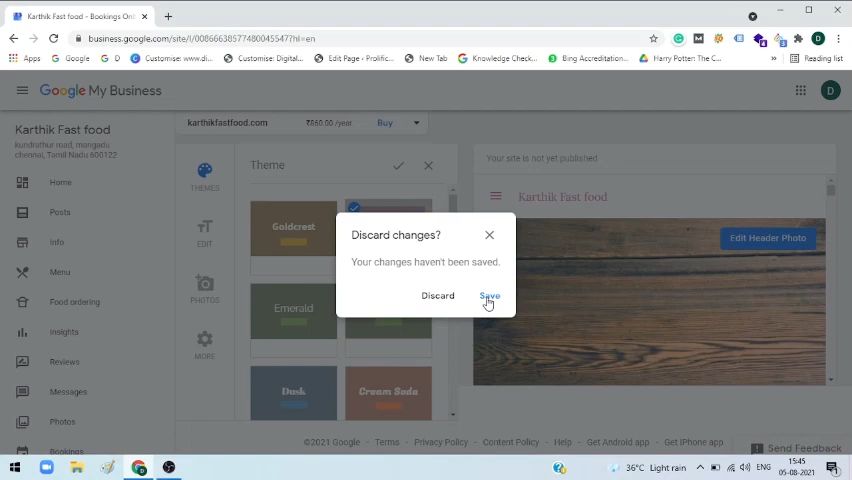 Karthik Fast food - Bookings Onl
business.google.com/site/l/00866385774800455​47?hl=en
Apps
Google
G D
Customise: www.di...
Customise: Digital...
Edit Page - Prolific...
New Tab
Knowledge Check...
Bing Accreditation...
Harry Potter: The C...
»
Reading list
Google My Business
D
Karthik Fast food
kundrathur road, mangadu
chennai, Tamil Nadu 600122
Home
Posts
Info
Menu
Food ordering
Insights
Reviews
Messages
Photos
Bookings
karthikfastfood.com
₹860.00 /year
Buy
THEMES
EDIT
PHOTOS
MORE
Theme
Goldcrest
Emerald
Dusk
Cream Soda
Your site is not yet published
Karthik Fast food
Edit Header Photo
Discard changes?
Your changes haven't been saved.
Discard
Save
©2021 Google
Terms
Privacy Policy
Content Policy
Help
Get Android app
Get iPhone app
Send Feedback
36°C Light rain
ENG
15:45
05-08-2021